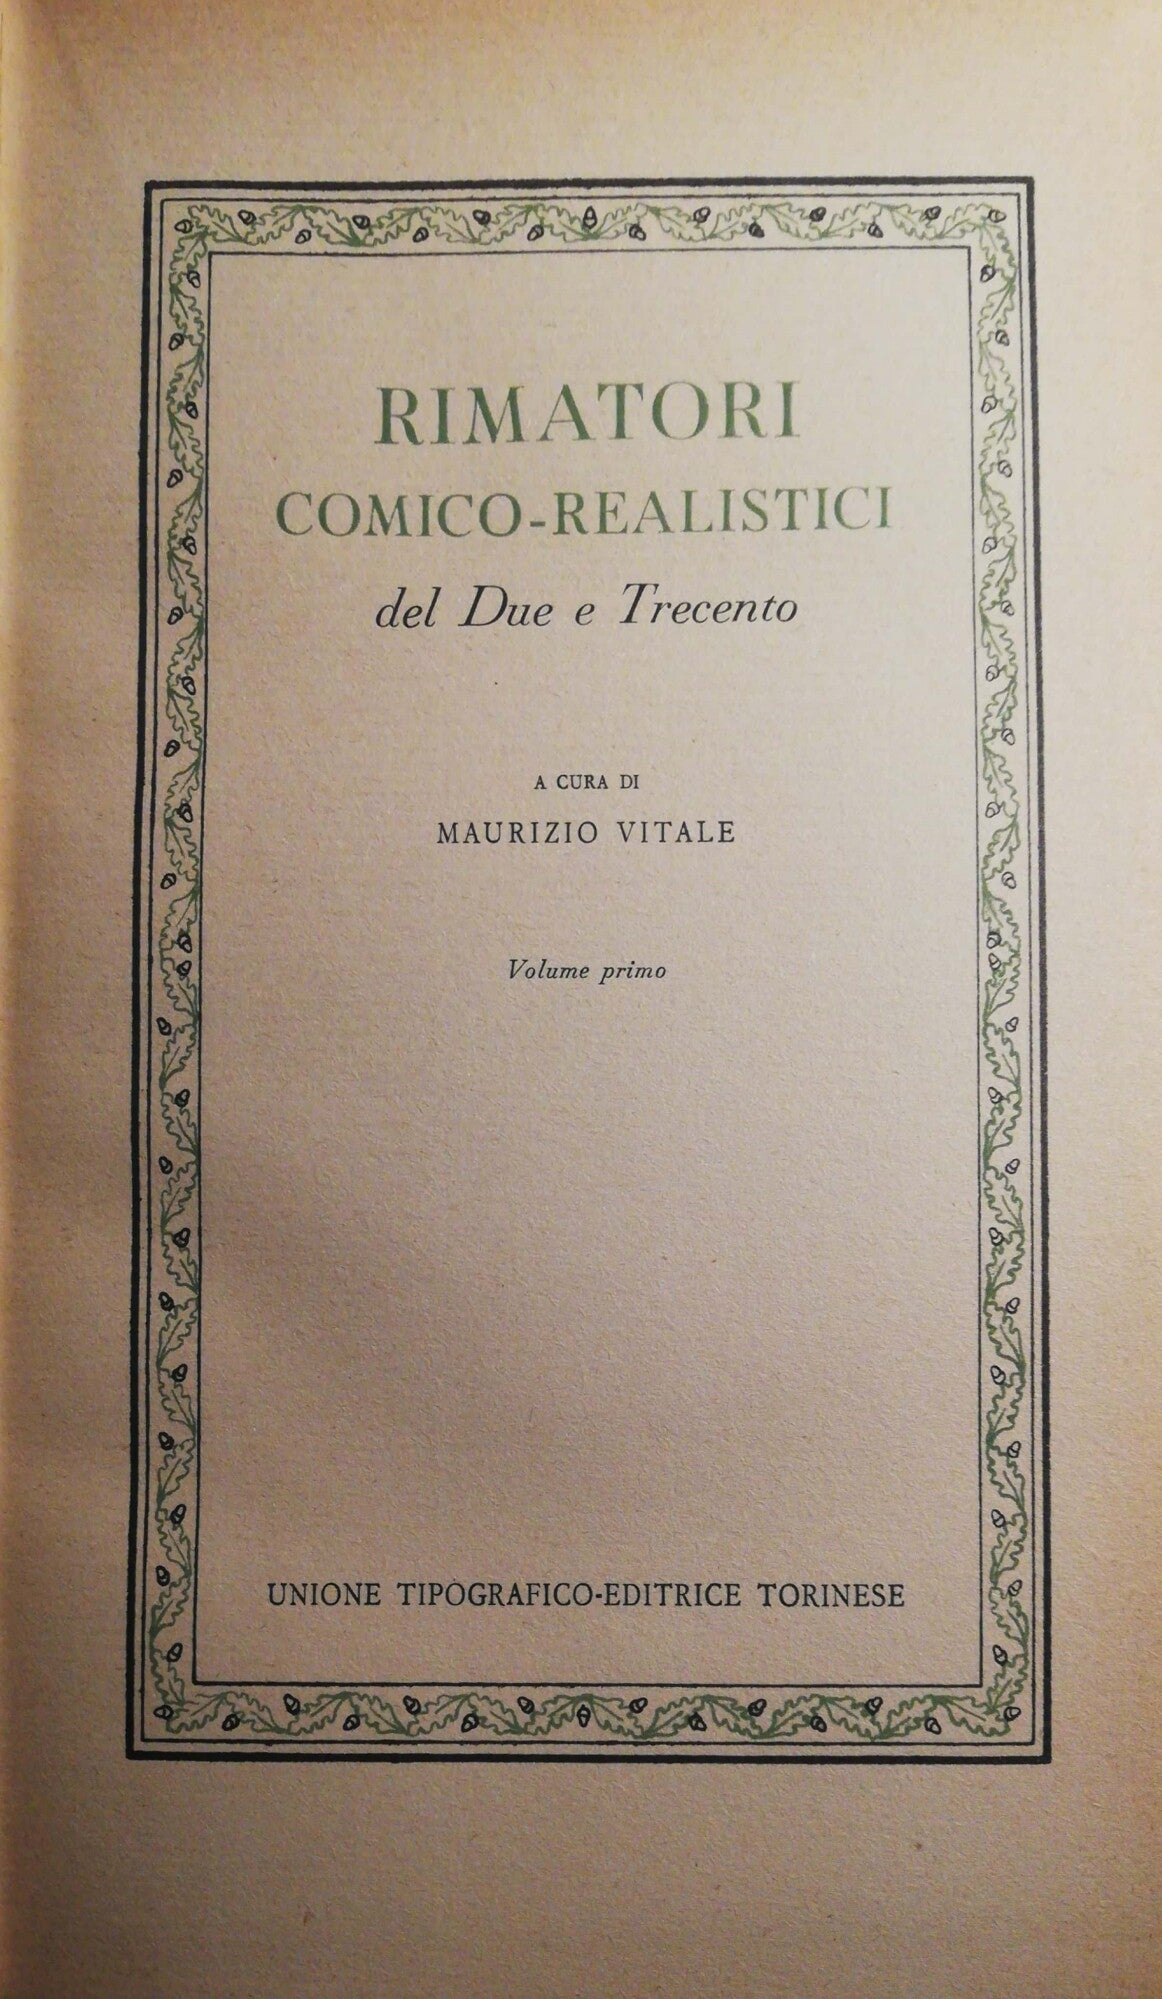 RIMATORI
COMICO-REALISTICI
del Due e Trecento
A CURA DI
MAURIZIO VITALE
Volume primo
UNIONE TIPOGRAFICO-EDITRICE TORINESE